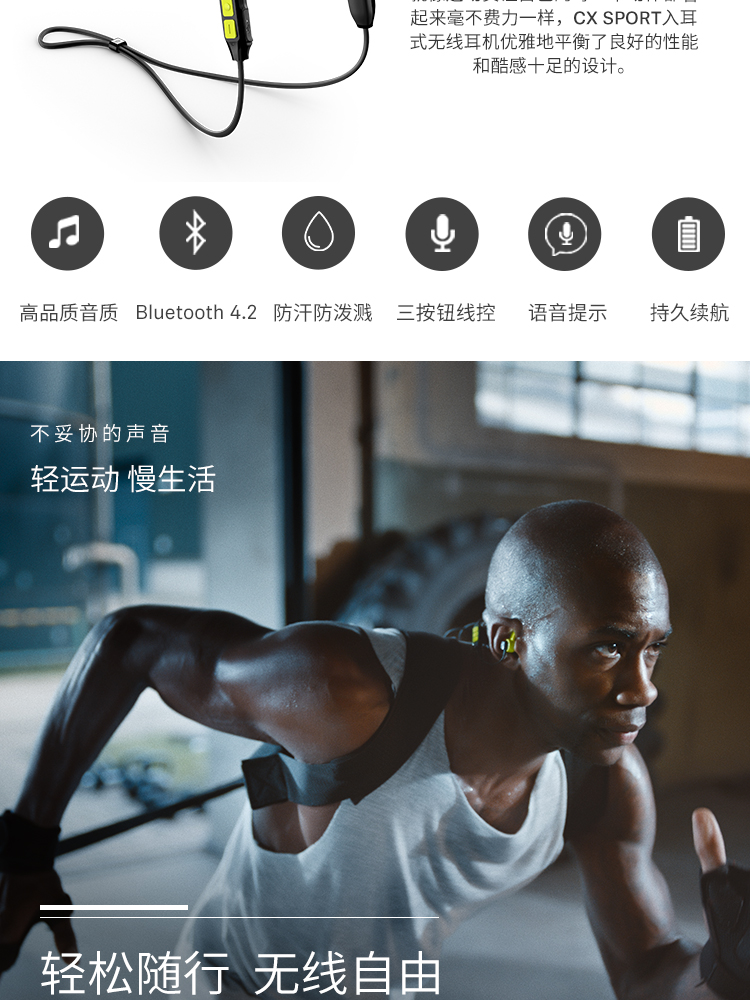 起来毫不费力一样，CX SPORT入耳
式无线耳机优雅地平衡了良好的性能
和酷感十足的设计。
高品质音质 Bluetooth 4.2 防汗防泼溅 三按钮线控 语音提示 持久续航
不妥协的声音
轻运动 慢生活
轻松随行 无线自由